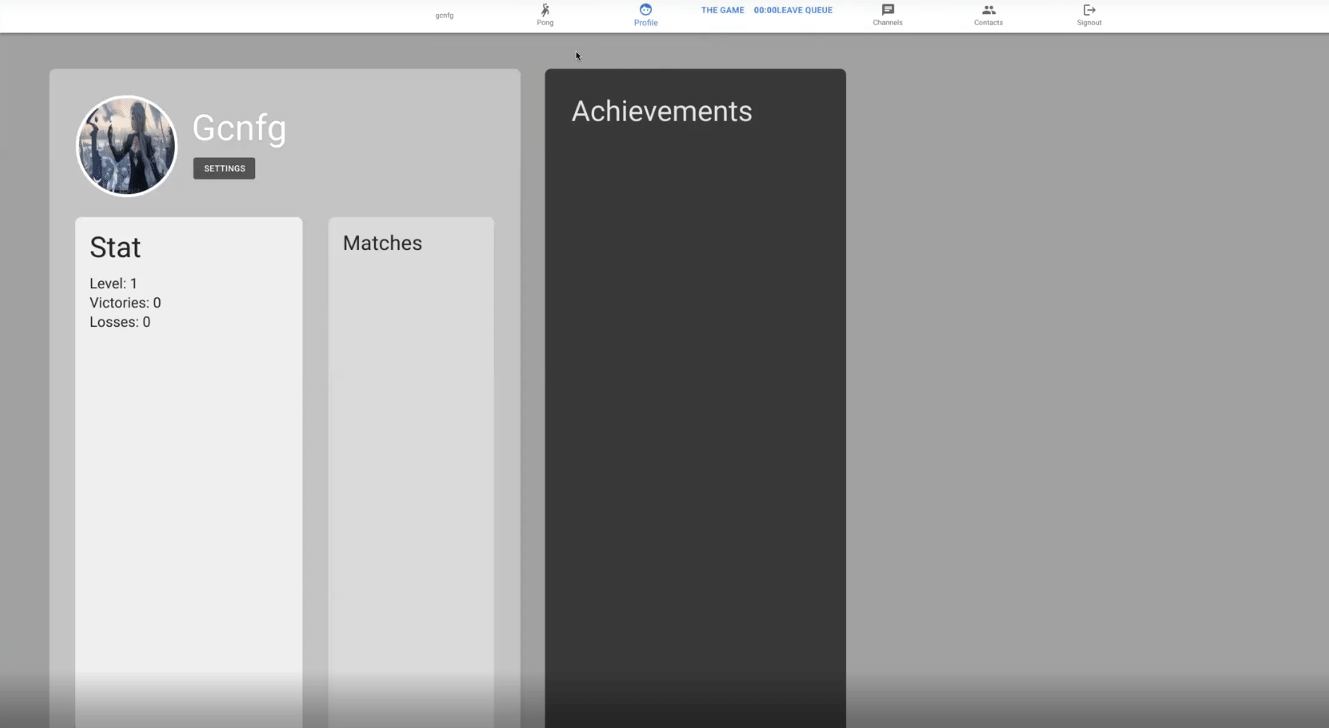 gcnfg
Pong
Profile
THE GAME
00:00LEAVE QUEUE
Channels
Contacts
Signout
Gcnfg
SETTINGS
Stat
Level: 1
Victories: 0
Losses: 0
Matches
Achievements